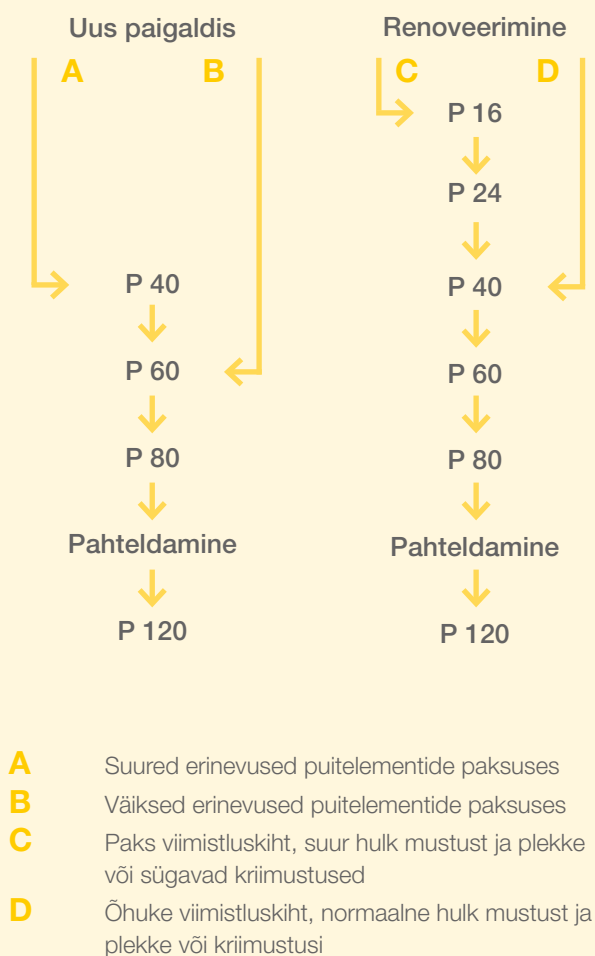 Uus paigaldis
A B
P 40
P 60
P 80
Pahteldamine
P 120
Renoveerimine
C D
P 16
P 24
P 40
P 60
P 80
Pahteldamine
P 120
A Suured erinevused puitelementide paksuses
B Väiksed erinevused puitelementide paksuses
C Paks viimistluskiht, suur hulk mustust ja plekke
või sügavad kriimustused
D Õhuke viimistluskiht, normaalne hulk mustust ja
plekke või kriimustusi